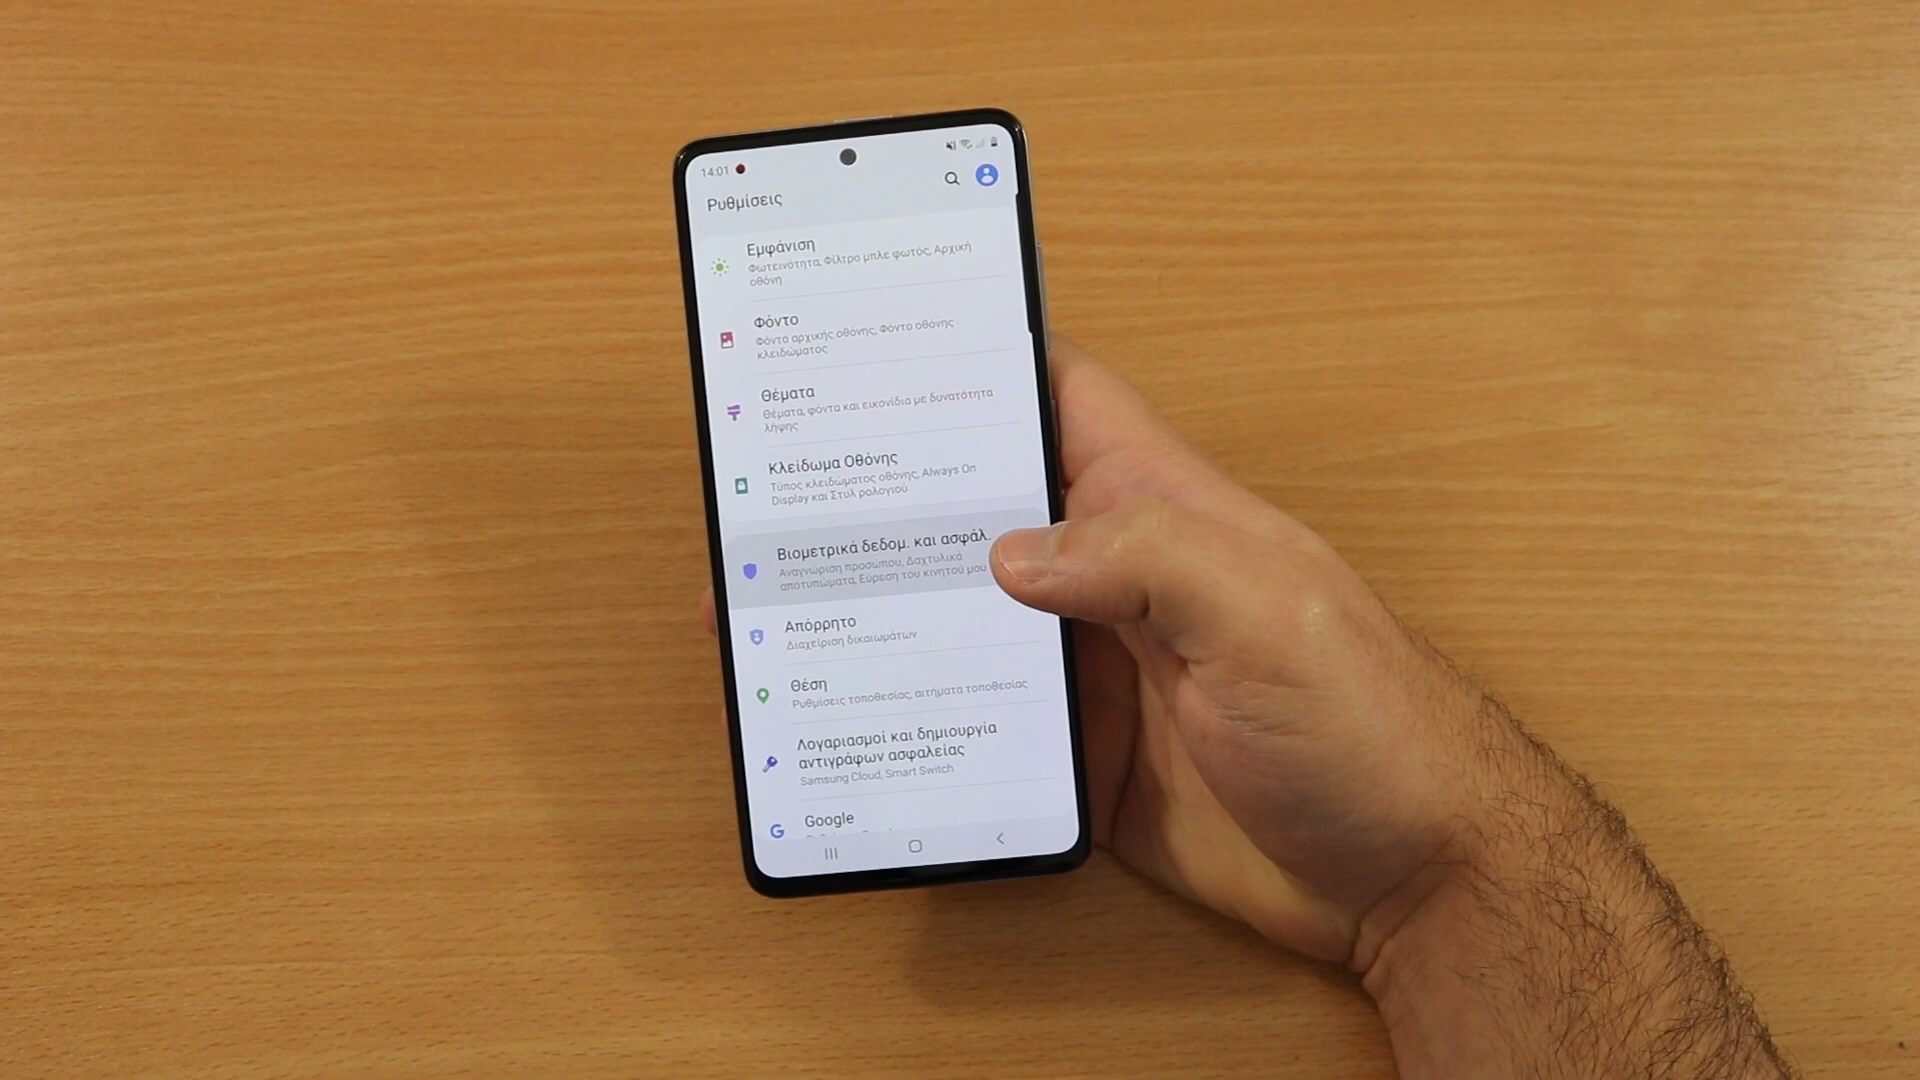 14:01
Ρυθμίσεις
Εμφάνιση
Φωτεινότητα, Φίλτρο μπλε φωτός, Αρχική
οθόνη
Φόντο
Φόντο αρχικής οθόνης, Φόντο οθόνης
κλειδώματος
Θέματα
Θέματα, φόντα και εικονίδια με δυνατότητα
λήψης
Κλείδωμα Οθόνης
Τύπος κλειδώματος οθόνης, Always On
Display και Στυλ ρολογιού
Βιομετρικά δεδομ. και ασφάλ.
Αναγνώριση προσώπου, Δαχτυλικά
αποτυπώματα, Εύρεση του κινητού μου
Απόρρητο
Διαχείριση δικαιωμάτων
Θέση
Ρυθμίσεις τοποθεσίας, αιτήματα τοποθεσίας
Λογαριασμοί και δημιουργία
αντιγράφων ασφαλείας
Samsung Cloud, Smart Switch
Google